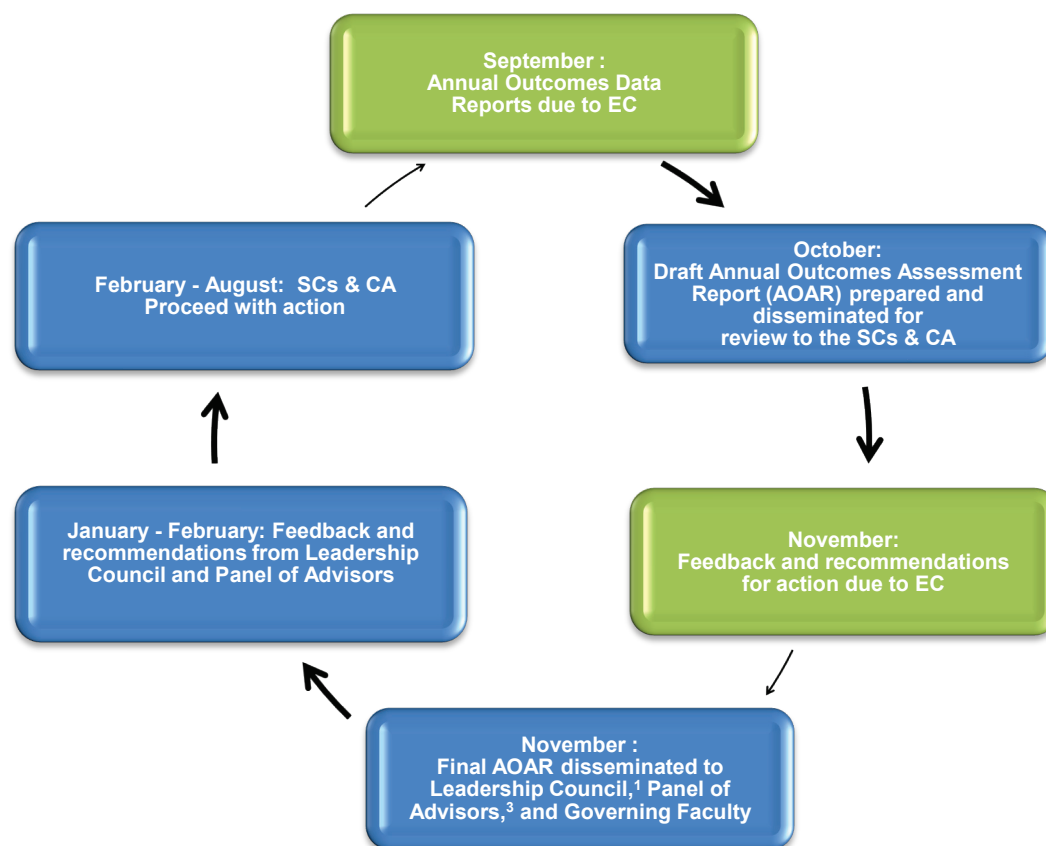 September :
Annual Outcomes Data
Reports due to EC
October:
Draft Annual Outcomes Assessment
Report (AOAR) prepared and
disseminated for
review to the SCs & CA
November:
Feedback and recommendations
for action due to EC
November :
Final AOAR disseminated to
Leadership Council,¹ Panel of
Advisors,³ and Governing Faculty
January - February: Feedback and
recommendations from Leadership
Council and Panel of Advisors
February - August:  SCs & CA
Proceed with action